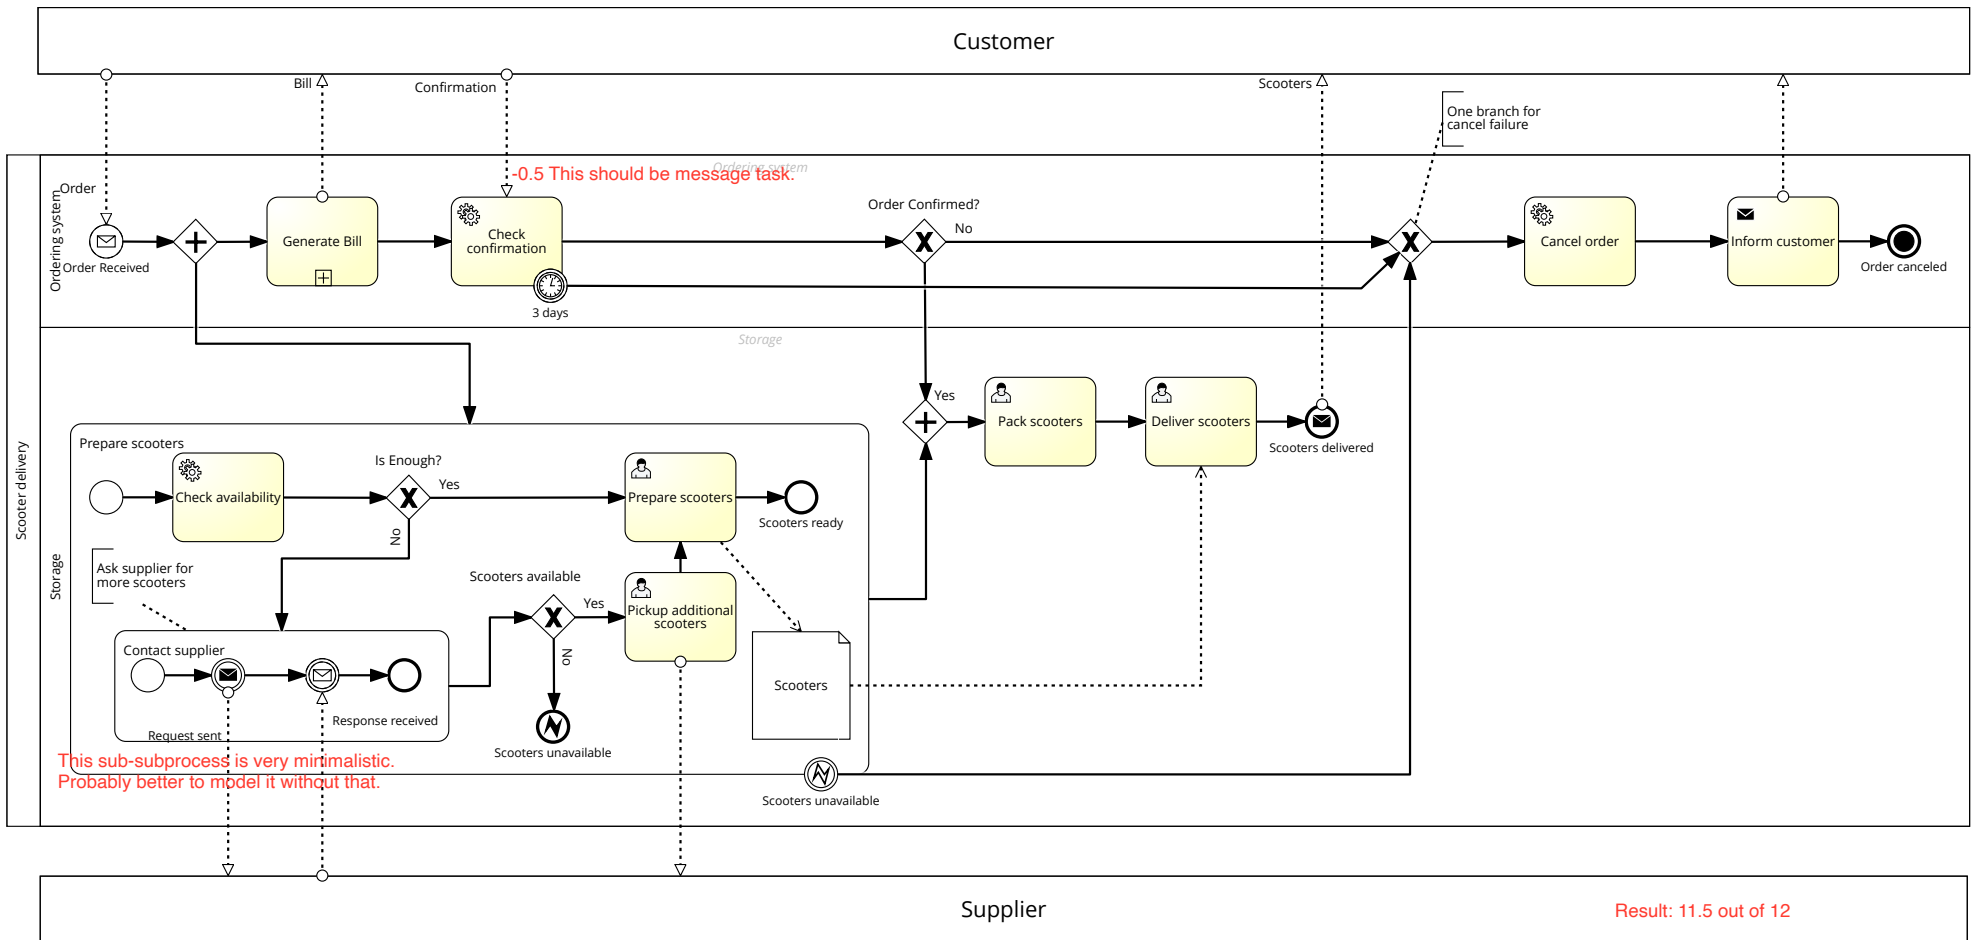 Customer
Bill
Confirmation
Scooters
One branch for
cancel failure
Scooter delivery
Ordering system
Ordering system
-0.5 This should be message task.
Order
Order Received
Generate Bill
Check
confirmation
3 days
Order Confirmed?
No
Cancel order
Inform customer
Order canceled
Storage
Storage
Yes
Pack scooters
Deliver scooters
Scooters delivered
Prepare scooters
Check availability
Is Enough?
Yes
No
Prepare scooters
Scooters ready
Ask supplier for
more scooters
Scooters available
Yes
No
Pickup additional
scooters
Contact supplier
Request sent
Response received
Scooters unavailable
Scooters
Scooters unavailable
This sub-subprocess is very minimalistic.
Probably better to model it without that.
Supplier
Result: 11.5 out of 12